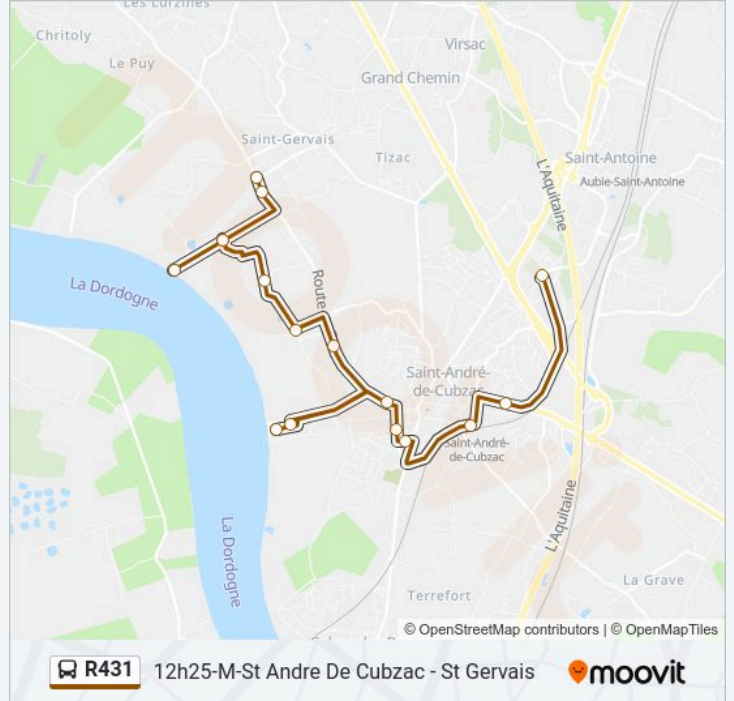 Les Lurzines
Chritoly
Le Puy
Virsac
Grand Chemin
Saint-Gervais
Tizac
Saint-Antoine
Aubie-Saint-Antoine
L'Aquitaine
La Dordogne
Route
Saint-André-
de-Cubzac
Saint-André-
de-Cubzac
L'Aquitaine
La Dordogne
La Grave
Terrefort
© OpenStreetMap contributors | © OpenMapTiles
R431 12h25-M-St Andre De Cubzac - St Gervais moovit